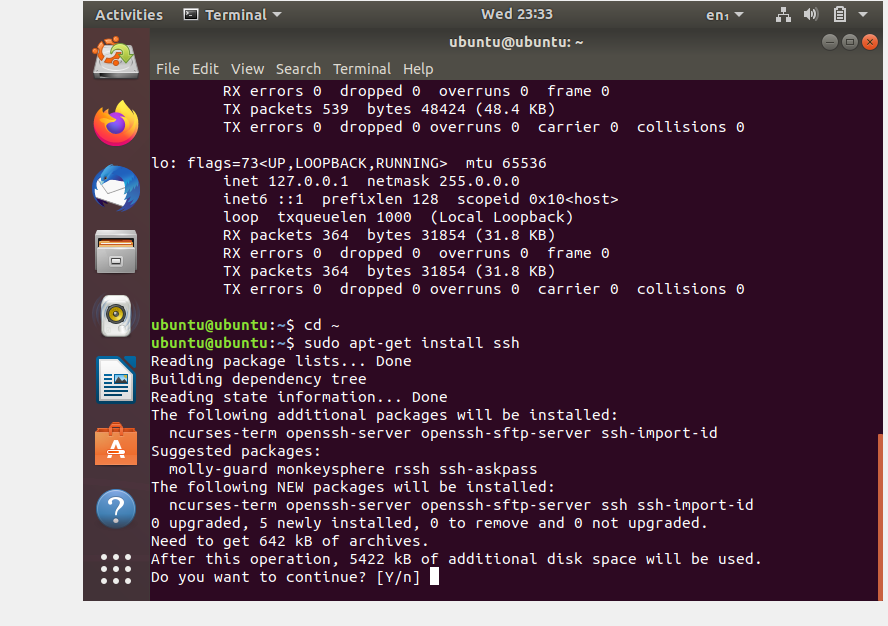 Activities Terminal Wed 23:33 en₁
ubuntu@ubuntu: ~
File Edit View Search Terminal Help
RX errors 0  dropped 0  overruns 0  frame 0
TX packets 539  bytes 48424 (48.4 KB)
TX errors 0  dropped 0 overruns 0  carrier 0  collisions 0
lo: flags=73<UP,LOOPBACK,RUNNING>  mtu 65536
inet 127.0.0.1  netmask 255.0.0.0
inet6 ::1  prefixlen 128  scopeid 0x10<host>
loop  txqueuelen 1000  (Local Loopback)
RX packets 364  bytes 31854 (31.8 KB)
RX errors 0  dropped 0  overruns 0  frame 0
TX packets 364  bytes 31854 (31.8 KB)
TX errors 0  dropped 0 overruns 0  carrier 0  collisions 0
ubuntu@ubuntu:~$ cd ~
ubuntu@ubuntu:~$ sudo apt-get install ssh
Reading package lists... Done
Building dependency tree
Reading state information... Done
The following additional packages will be installed:
ncurses-term openssh-server openssh-sftp-server ssh-import-id
Suggested packages:
molly-guard monkeysphere rssh ssh-askpass
The following NEW packages will be installed:
ncurses-term openssh-server openssh-sftp-server ssh ssh-import-id
0 upgraded, 5 newly installed, 0 to remove and 0 not upgraded.
Need to get 642 kB of archives.
After this operation, 5422 kB of additional disk space will be used.
Do you want to continue? [Y/n]